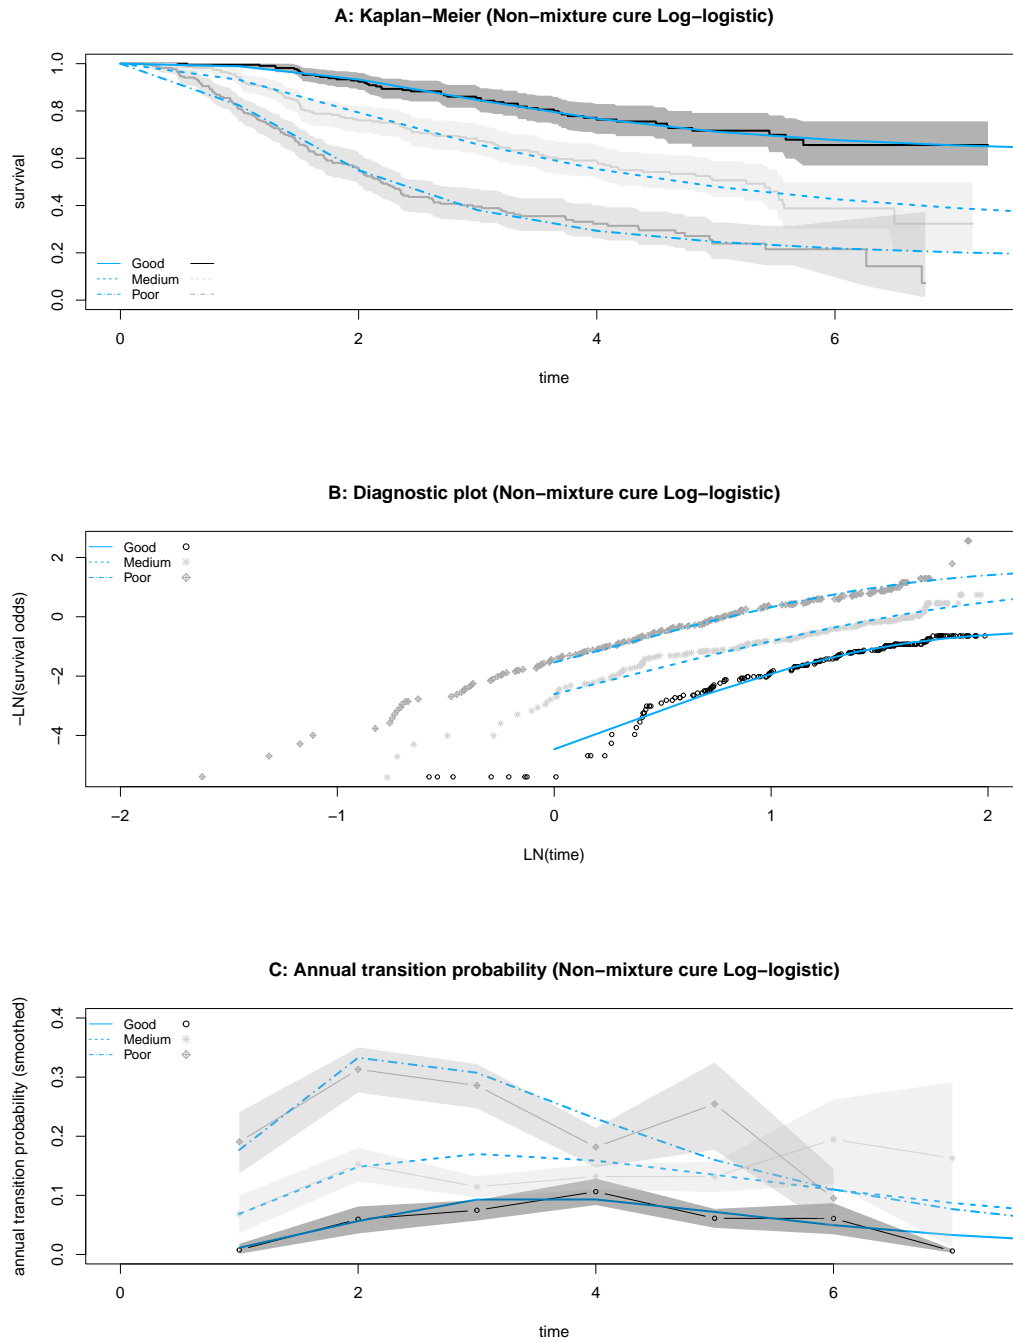 A: Kaplan−Meier (Non−mixture cure Log−logistic)
survival
1.0
0.8
0.6
0.4
0.2
0.0
Good
Medium
Poor
0 2 4 6
time
B: Diagnostic plot (Non−mixture cure Log−logistic)
−LN(survival odds)
2
0
−2
−4
Good
Medium
Poor
−2 −1 0 1 2
LN(time)
C: Annual transition probability (Non−mixture cure Log−logistic)
annual transition probability (smoothed)
0.4
0.3
0.2
0.1
0.0
Good
Medium
Poor
0 2 4 6
time